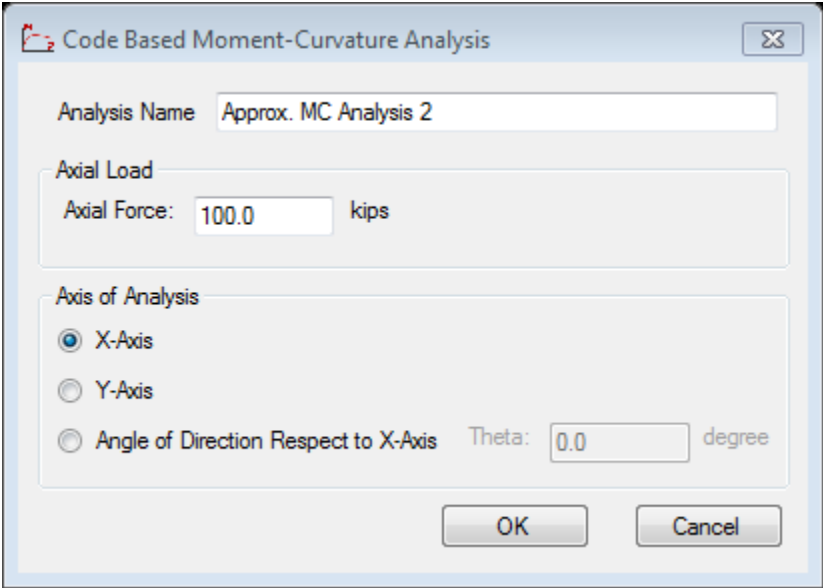 Code Based Moment-Curvature Analysis
Analysis Name Approx. MC Analysis 2
Axial Load
Axial Force: 100.0 kips
Axis of Analysis
X-Axis
Y-Axis
Angle of Direction Respect to X-Axis Theta: 0.0 degree
OK Cancel